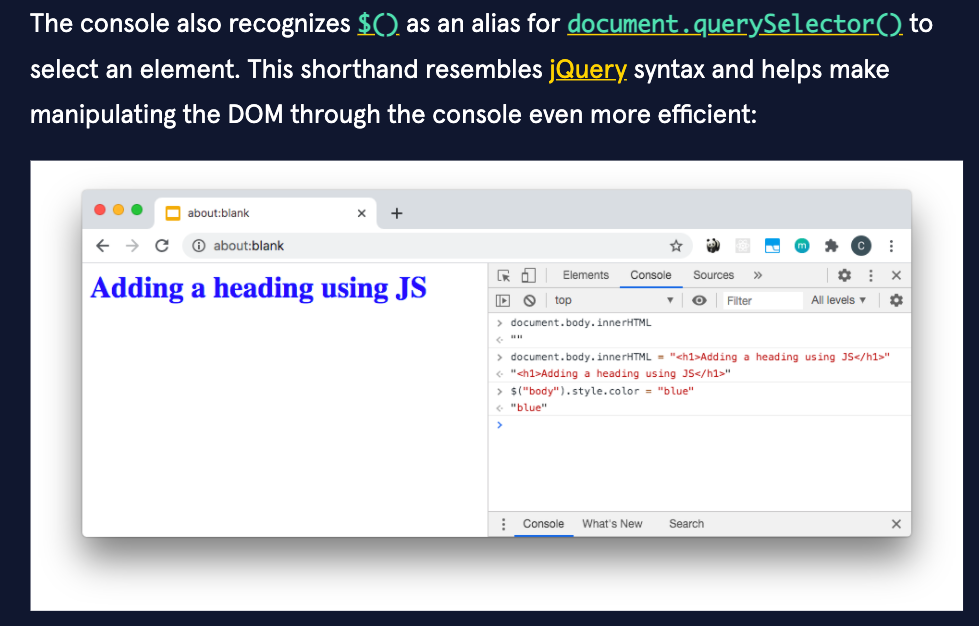 The console also recognizes $() as an alias for document.querySelector() to
select an element. This shorthand resembles jQuery syntax and helps make
manipulating the DOM through the console even more efficient:
about:blank
about:blank
m
C
Adding a heading using JS
Elements Console Sources »
top Filter All levels ▼
> document.body.innerHTML
< ""
> document.body.innerHTML = "<h1>Adding a heading using JS</h1>"
< "<h1>Adding a heading using JS</h1>"
> $("body").style.color = "blue"
< "blue"
>
Console What's New Search